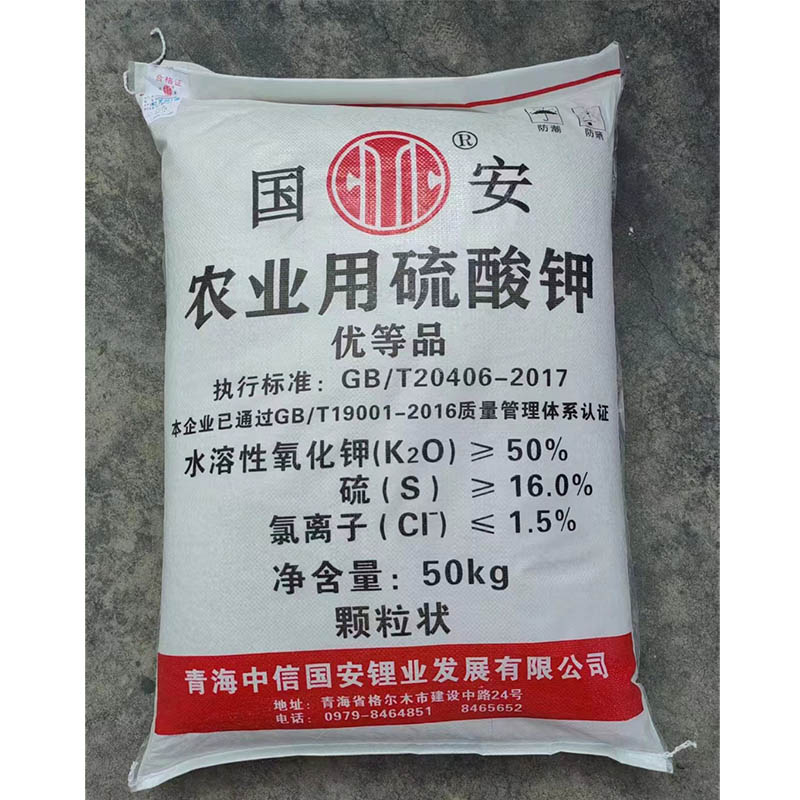 合格证
国 CITIC ® 安
防潮
防晒
农业用硫酸钾
优等品
执行标准：GB/T20406-2017
本企业已通过GB/T19001-2016质量管理体系认证
水溶性氧化钾(K2O) ≥ 50%
硫(S) ≥ 16.0%
氯离子(Cl⁻) ≤ 1.5%
净含量：50kg
颗粒状
青海中信国安锂业发展有限公司
地址：青海省格尔木市建设中路24号
电话：0979-8464851 8465652